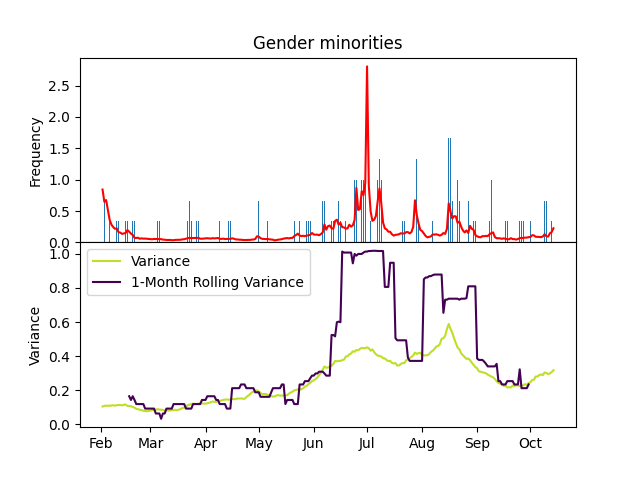 Gender minorities
Frequency
2.5
2.0
1.5
1.0
0.5
0.0
Variance
1.0
0.8
0.6
0.4
0.2
0.0
Variance
1-Month Rolling Variance
Feb Mar Apr May Jun Jul Aug Sep Oct